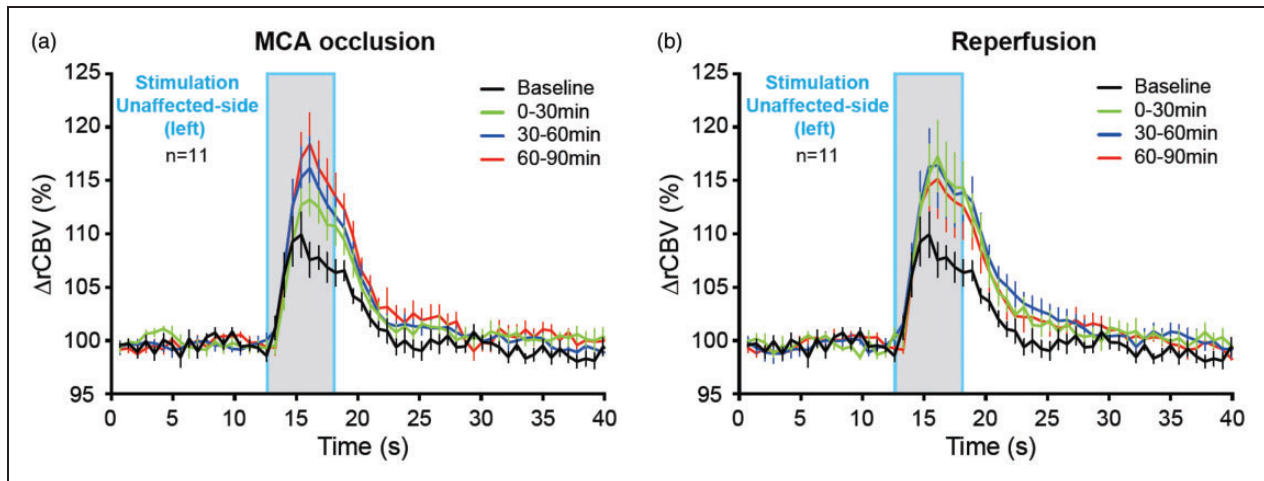 (a)
MCA occlusion
ΔrCBV (%)
125
120
115
110
105
100
95
Stimulation
Unaffected-side
(left)
n=11
Baseline
0-30min
30-60min
60-90min
0 5 10 15 20 25 30 35 40
Time (s)
(b)
Reperfusion
ΔrCBV (%)
125
120
115
110
105
100
95
Stimulation
Unaffected-side
(left)
n=11
Baseline
0-30min
30-60min
60-90min
0 5 10 15 20 25 30 35 40
Time (s)